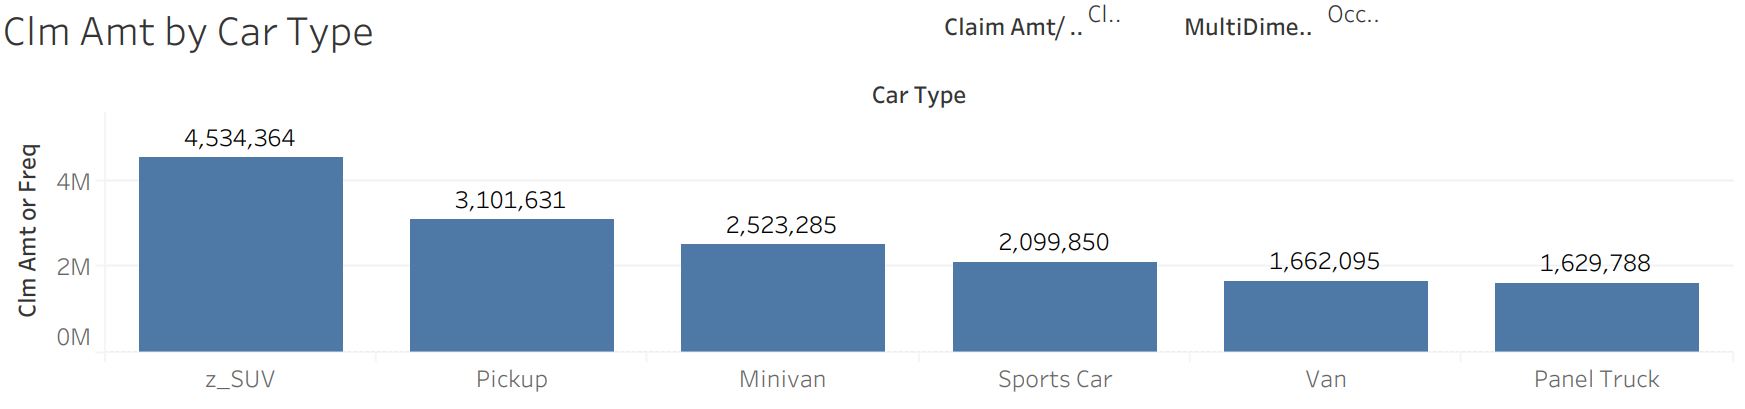 Clm Amt by Car Type
Claim Amt/ ..
Cl..
MultiDime..
Occ..
Car Type
Clm Amt or Freq
4M
2M
0M
4,534,364
3,101,631
2,523,285
2,099,850
1,662,095
1,629,788
z_SUV
Pickup
Minivan
Sports Car
Van
Panel Truck